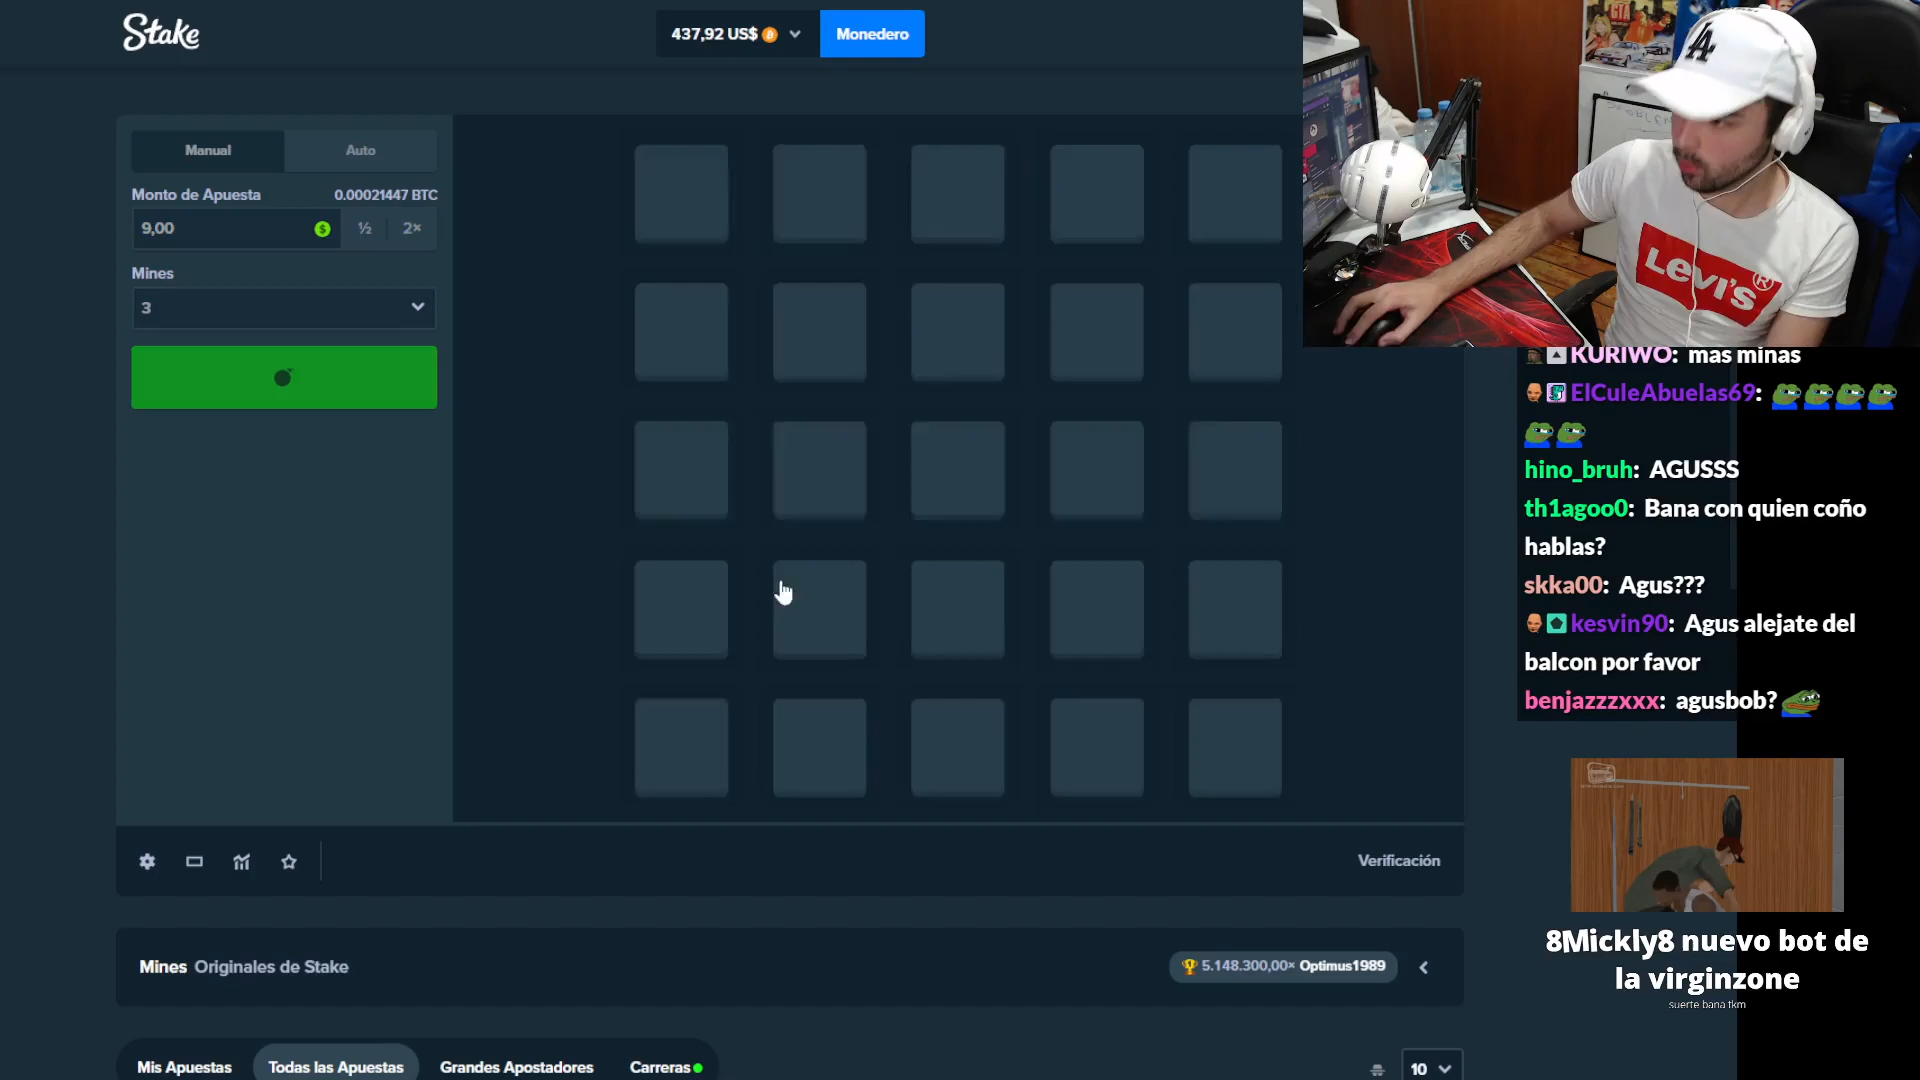 Stake
437,92 US$
Monedero
Manual
Auto
Monto de Apuesta
0.00021447 BTC
9,00
½
2×
Mines
3
Verificación
Mines Originales de Stake
5.148.300,00× Optimus1989
Mis Apuestas
Todas las Apuestas
Grandes Apostadores
Carreras
10
GTA
LA
LEVI'S®
KURIWO: mas minas
ElCuleAbuelas69:
hino_bruh: AGUSSS
th1agoo0: Bana con quien coño
hablas?
skka00: Agus???
kesvin90: Agus alejate del
balcon por favor
benjazzzxxx: agusbob?
8Mickly8 nuevo bot de
la virginzone
suerte bana tkm